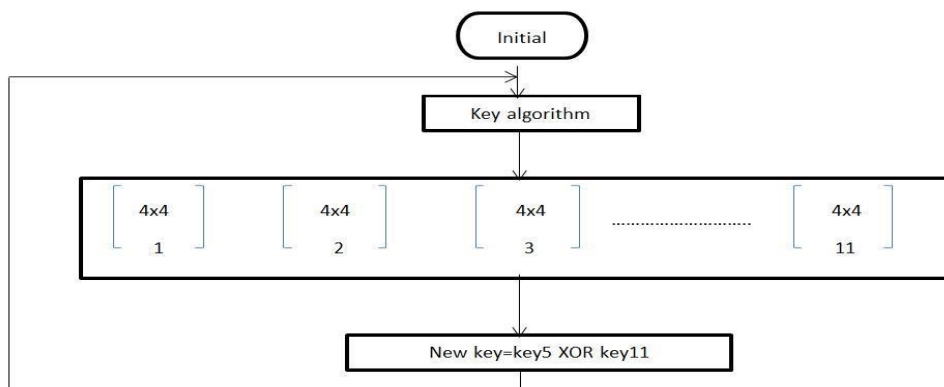 Initial
Key algorithm
4x4 4x4 4x4 ........................... 4x4
1 2 3 11
New key=key5 XOR key11